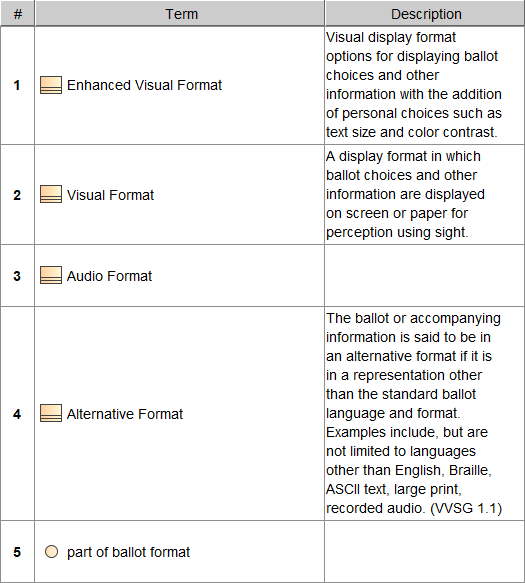 # Term Description
1 Enhanced Visual Format
Visual display format
options for displaying ballot
choices and other
information with the addition
of personal choices such as
text size and color contrast.
2 Visual Format
A display format in which
ballot choices and other
information are displayed
on screen or paper for
perception using sight.
3 Audio Format
4 Alternative Format
The ballot or accompanying
information is said to be in
an alternative format if it is
in a representation other
than the standard ballot
language and format.
Examples include, but are
not limited to languages
other than English, Braille,
ASCII text, large print,
recorded audio. (VVSG 1.1)
5 part of ballot format